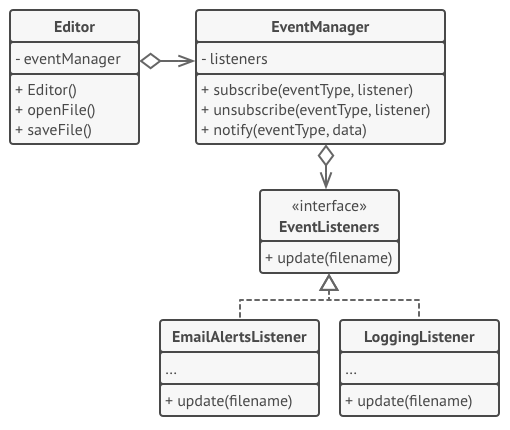 Editor
- eventManager
+ Editor()
+ openFile()
+ saveFile()
EventManager
- listeners
+ subscribe(eventType, listener)
+ unsubscribe(eventType, listener)
+ notify(eventType, data)
«interface»
EventListeners
+ update(filename)
EmailAlertsListener
...
+ update(filename)
LoggingListener
...
+ update(filename)